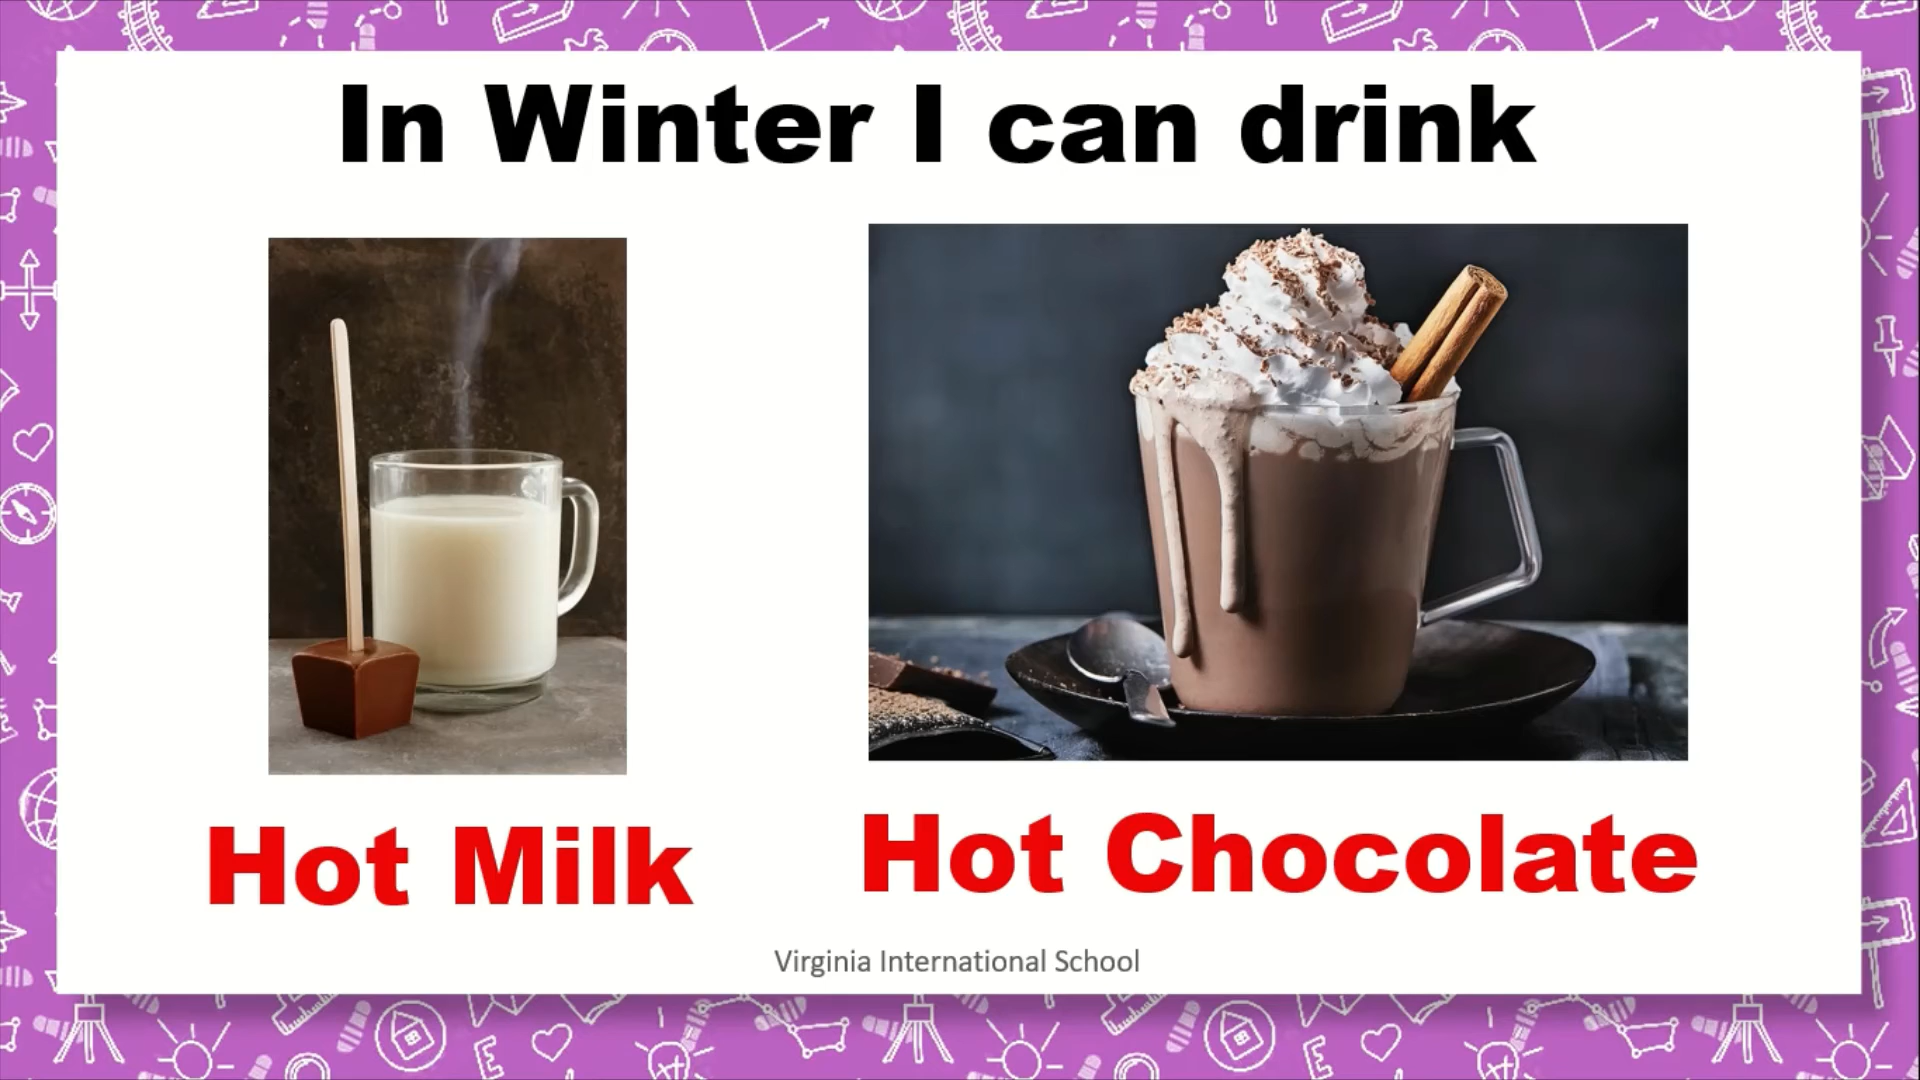 In Winter I can drink
Hot Milk
Hot Chocolate
Virginia International School